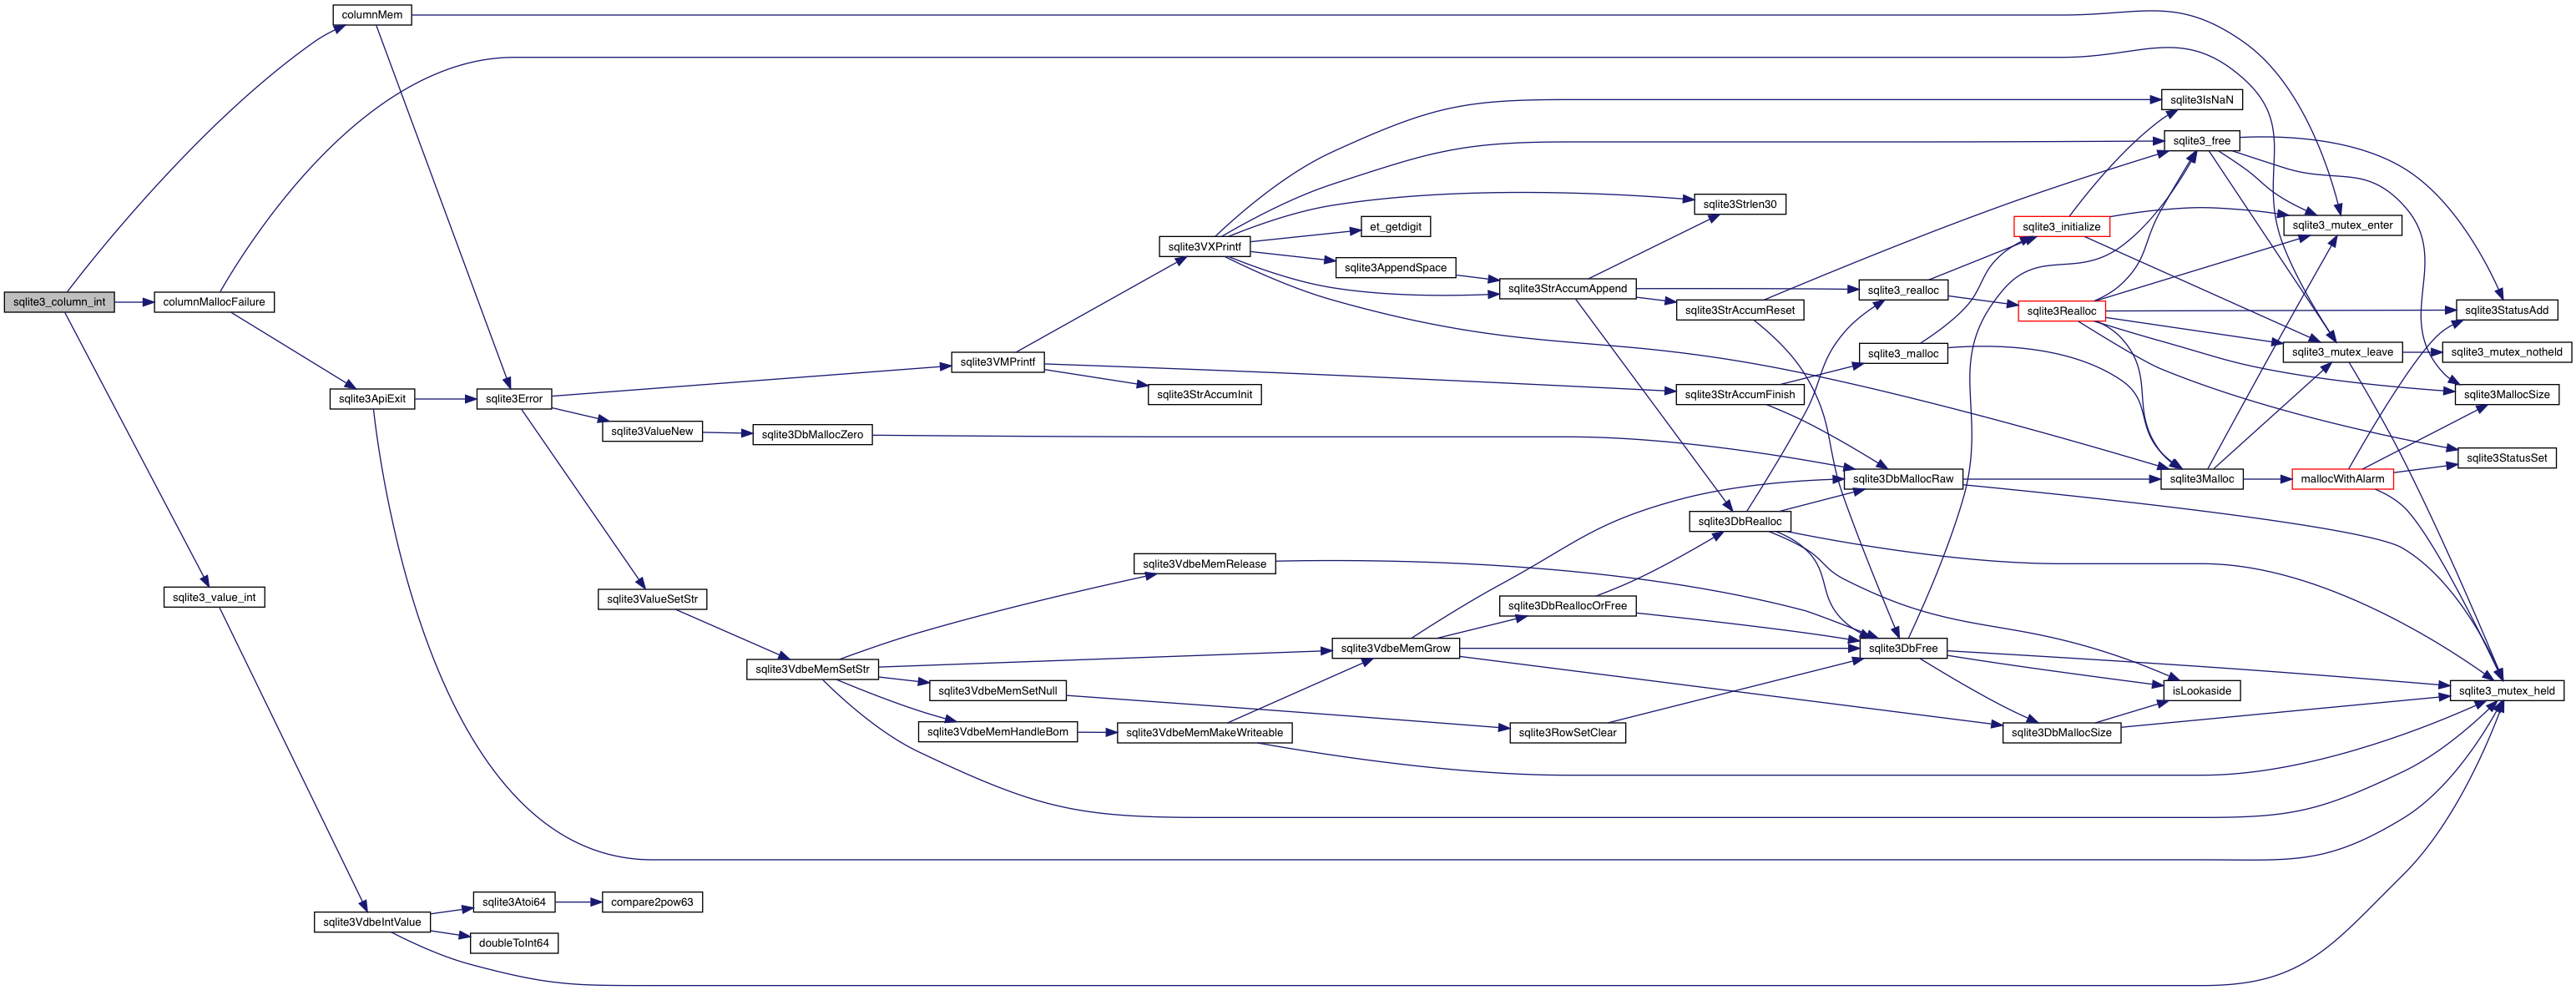 columnMem
sqlite3IsNaN
sqlite3_free
sqlite3Strlen30
et_getdigit
sqlite3_initialize
sqlite3_mutex_enter
sqlite3VXPrintf
sqlite3AppendSpace
sqlite3StrAccumAppend
sqlite3_realloc
sqlite3_column_int
columnMallocFailure
sqlite3StrAccumReset
sqlite3Realloc
sqlite3StatusAdd
sqlite3_malloc
sqlite3_mutex_leave
sqlite3_mutex_notheld
sqlite3VMPrintf
sqlite3StrAccumInit
sqlite3StrAccumFinish
sqlite3MallocSize
sqlite3ApiExit
sqlite3Error
sqlite3ValueNew
sqlite3DbMallocZero
sqlite3StatusSet
sqlite3DbMallocRaw
sqlite3Malloc
mallocWithAlarm
sqlite3DbRealloc
sqlite3VdbeMemRelease
sqlite3_value_int
sqlite3ValueSetStr
sqlite3DbReallocOrFree
sqlite3VdbeMemGrow
sqlite3DbFree
sqlite3VdbeMemSetStr
sqlite3VdbeMemSetNull
isLookaside
sqlite3_mutex_held
sqlite3VdbeMemHandleBom
sqlite3VdbeMemMakeWriteable
sqlite3RowSetClear
sqlite3DbMallocSize
sqlite3Atoi64
compare2pow63
sqlite3VdbeIntValue
doubleToInt64